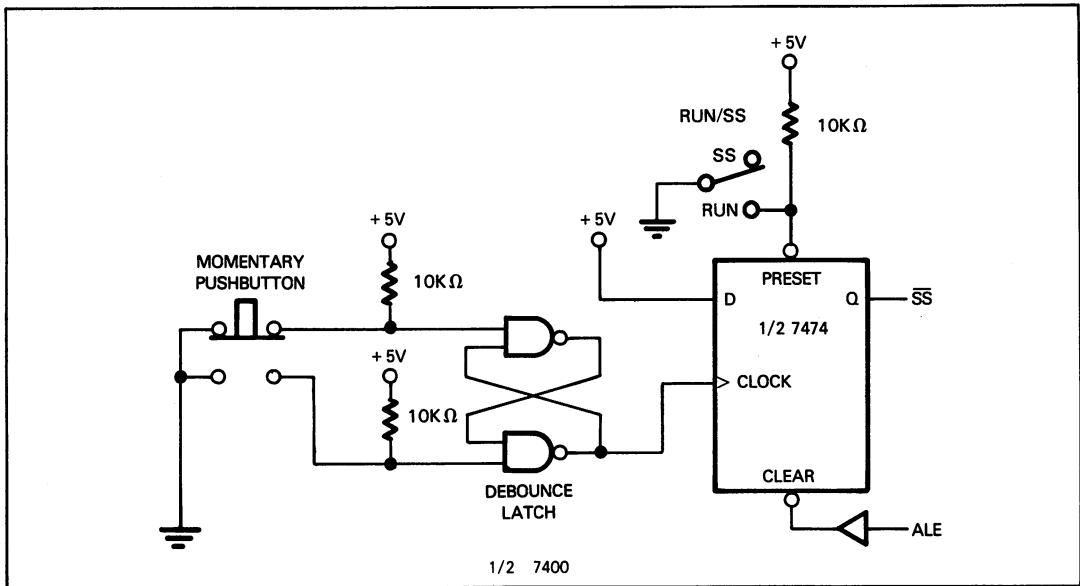 + 5V
RUN/SS
10KΩ
SS
RUN
+ 5V
+ 5V
MOMENTARY
PUSHBUTTON
10KΩ
PRESET
D
Q
SS
1/2 7474
+ 5V
CLOCK
10KΩ
CLEAR
DEBOUNCE
LATCH
ALE
1/2 7400